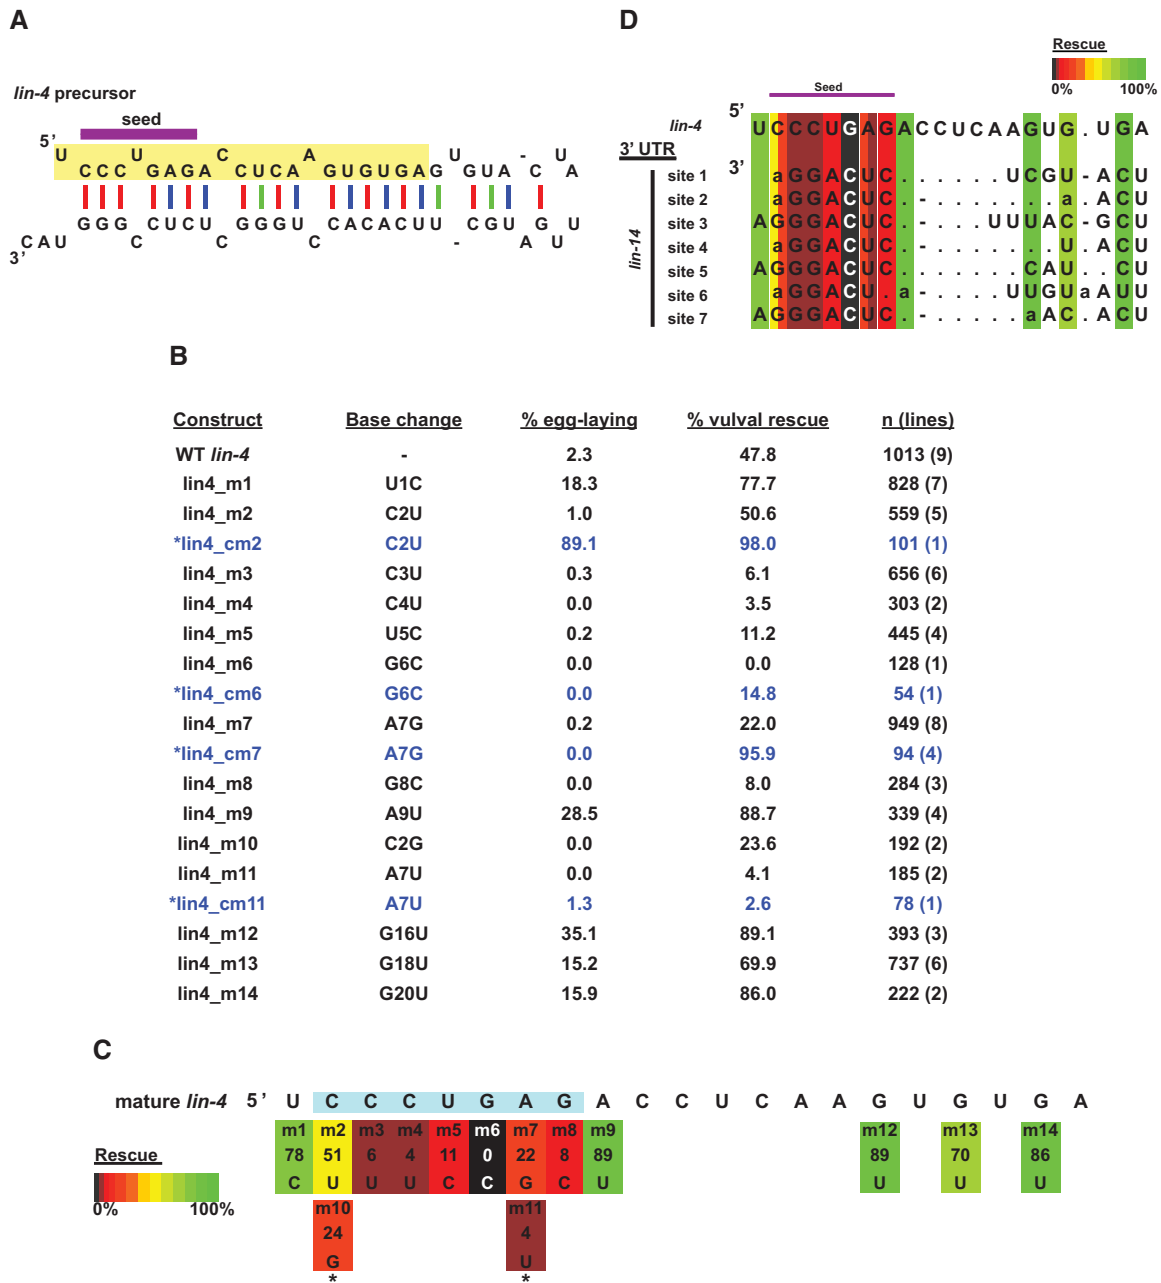 A
lin-4 precursor
seed
5'
U U C A U - U
C C C G A G A C U C A G U G U G A G G U A C A
G G G C U C U G G G U C A C A C U U C G U G U
C A U C C C - A U
3'
D
Rescue
0% 100%
Seed
5'
lin-4 U C C C U G A G A C C U C A A G U G . U G A
3' UTR
3'
lin-14
site 1 a G G A C U C . . . . . . U C G U - A C U
site 2 a G G A C U C . - . . . . . . . a . A C U
site 3 A G G G A C U C . - . . . U U U A C - G C U
site 4 a G G A C U C . - . . . . . . . U . A C U
site 5 A G G G A C U C . - . . . . . C A U . . C U
site 6 a G G A C U . a - . . . . U U G U a A U U
site 7 A G G G A C U C . - . . . . . a A C . A C U
B
Construct Base change % egg-laying % vulval rescue n (lines)
WT lin-4 - 2.3 47.8 1013 (9)
lin4_m1 U1C 18.3 77.7 828 (7)
lin4_m2 C2U 1.0 50.6 559 (5)
*lin4_cm2 C2U 89.1 98.0 101 (1)
lin4_m3 C3U 0.3 6.1 656 (6)
lin4_m4 C4U 0.0 3.5 303 (2)
lin4_m5 U5C 0.2 11.2 445 (4)
lin4_m6 G6C 0.0 0.0 128 (1)
*lin4_cm6 G6C 0.0 14.8 54 (1)
lin4_m7 A7G 0.2 22.0 949 (8)
*lin4_cm7 A7G 0.0 95.9 94 (4)
lin4_m8 G8C 0.0 8.0 284 (3)
lin4_m9 A9U 28.5 88.7 339 (4)
lin4_m10 C2G 0.0 23.6 192 (2)
lin4_m11 A7U 0.0 4.1 185 (2)
*lin4_cm11 A7U 1.3 2.6 78 (1)
lin4_m12 G16U 35.1 89.1 393 (3)
lin4_m13 G18U 15.2 69.9 737 (6)
lin4_m14 G20U 15.9 86.0 222 (2)
C
mature lin-4 5' U C C C U G A G A C C U C A A G U G U G A
m1 m2 m3 m4 m5 m6 m7 m8 m9 m12 m13 m14
Rescue
78 51 6 4 11 0 22 8 89 89 70 86
C U U U C C G C U U U U
0% 100%
m10 m11
24 4
G U
* *